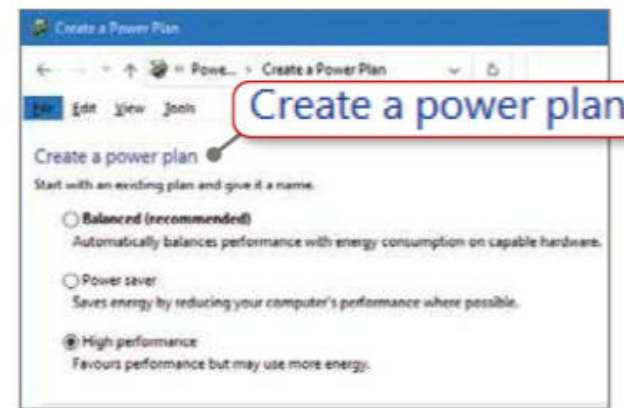 Create a Power Plan
Powe... > Create a Power Plan
File Edit View Tools
Create a power plan
Create a power plan
Start with an existing plan and give it a name.
Balanced (recommended)
Automatically balances performance with energy consumption on capable hardware.
Power saver
Saves energy by reducing your computer's performance where possible.
High performance
Favours performance but may use more energy.